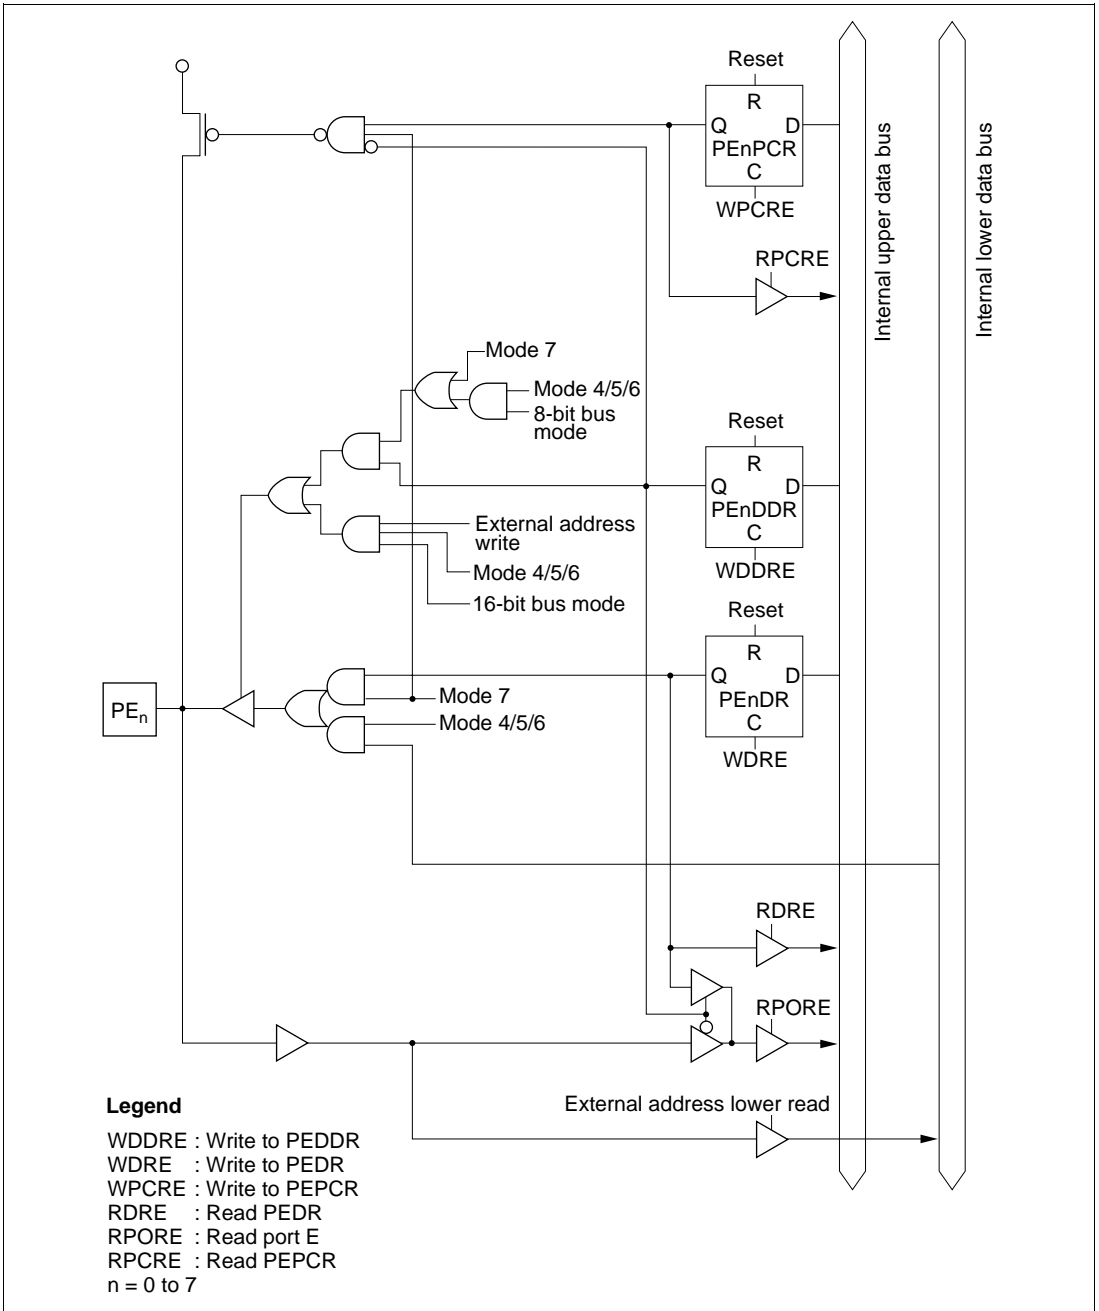 Reset
R
Q D
PEnPCR
C
WPCRE
Internal upper data bus
Internal lower data bus
RPCRE
Mode 7
Mode 4/5/6
8-bit bus
mode
Reset
R
Q D
PEnDDR
C
WDDRE
External address
write
Mode 4/5/6
16-bit bus mode
Reset
R
Q D
PEnDR
C
WDRE
PEn
Mode 7
Mode 4/5/6
RDRE
RPORE
External address lower read
Legend
WDDRE : Write to PEDDR
WDRE : Write to PEDR
WPCRE : Write to PEPCR
RDRE : Read PEDR
RPORE : Read port E
RPCRE : Read PEPCR
n = 0 to 7